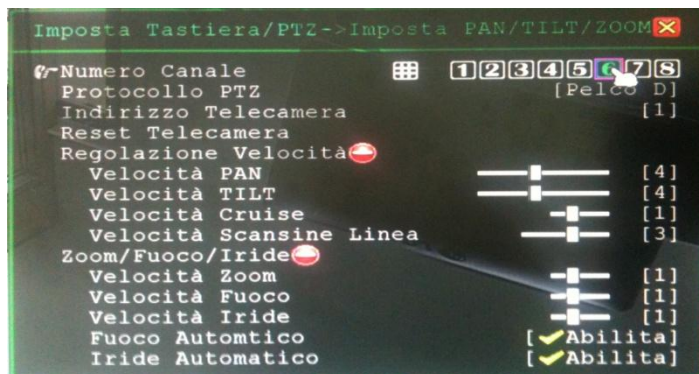 Imposta Tastiera/PTZ->Imposta PAN/TILT/ZOOM
Numero Canale 1 2 3 4 5 6 7 8
Protocollo PTZ [Pelco D]
Indirizzo Telecamera [1]
Reset Telecamera
Regolazione Velocità
Velocità PAN [4]
Velocità TILT [4]
Velocità Cruise [1]
Velocità Scansine Linea [3]
Zoom/Fuoco/Iride
Velocità Zoom [1]
Velocità Fuoco [1]
Velocità Iride [1]
Fuoco Automtico [Abilita]
Iride Automatico [Abilita]